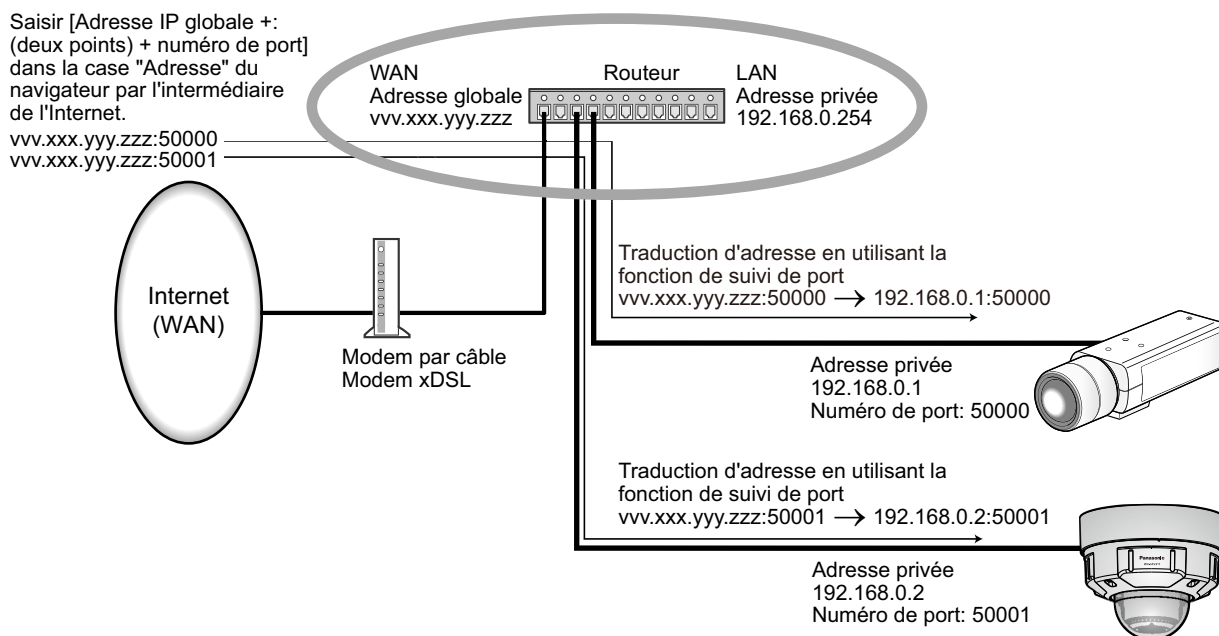 Saisir [Adresse IP globale +:
(deux points) + numéro de port]
dans la case "Adresse" du
navigateur par l'intermédiaire
de l'Internet.
vvv.xxx.yyy.zzz:50000
vvv.xxx.yyy.zzz:50001
WAN
Adresse globale
vvv.xxx.yyy.zzz
Routeur
LAN
Adresse privée
192.168.0.254
Internet
(WAN)
Modem par câble
Modem xDSL
Traduction d'adresse en utilisant la
fonction de suivi de port
vvv.xxx.yyy.zzz:50000 → 192.168.0.1:50000
Adresse privée
192.168.0.1
Numéro de port: 50000
Traduction d'adresse en utilisant la
fonction de suivi de port
vvv.xxx.yyy.zzz:50001 → 192.168.0.2:50001
Panasonic
Adresse privée
192.168.0.2
Numéro de port: 50001